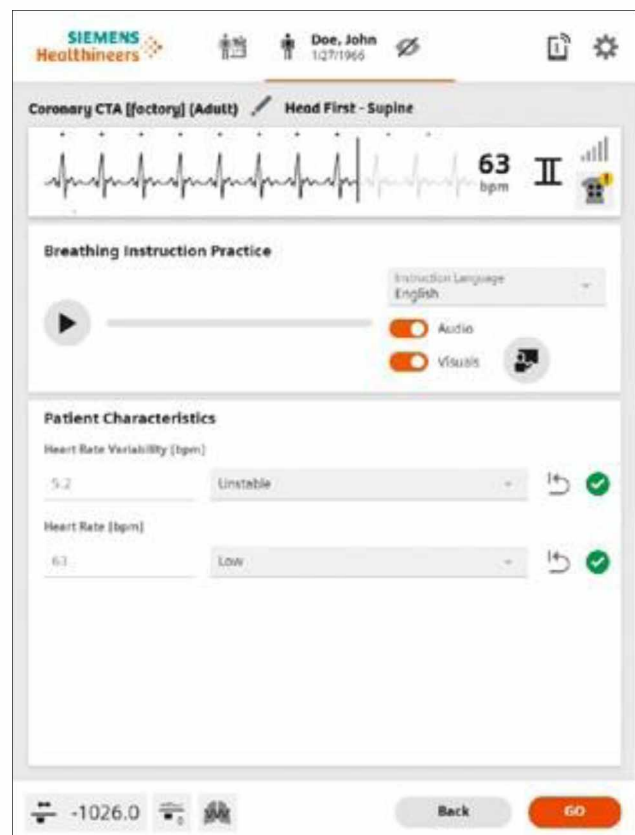 SIEMENS
Healthineers
Doe, John
1/27/1966
1
Coronary CTA [factory] (Adult) Head First - Supine
63
bpm
II
!
Breathing Instruction Practice
Instruction Language
English
Audio
Visuals
Patient Characteristics
Heart Rate Variability [bpm]
5.2 Unstable
Heart Rate [bpm]
63 Low
-1026.0
0
Back
GO